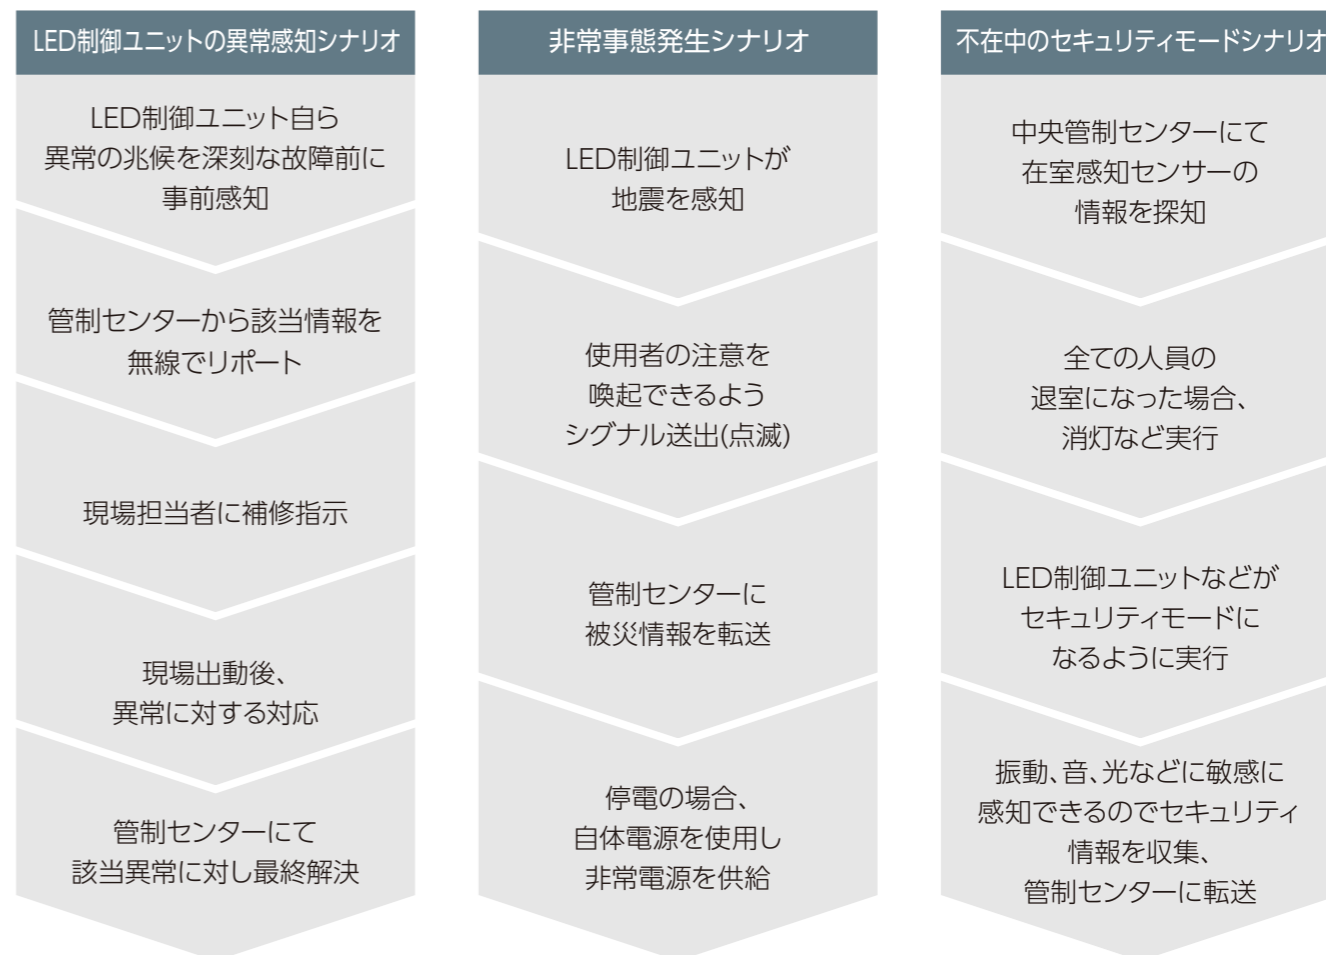 LED制御ユニットの異常感知シナリオ
LED制御ユニット自ら
異常の兆候を深刻な故障前に
事前感知
管制センターから該当情報を
無線でリポート
現場担当者に補修指示
現場出動後、
異常に対する対応
管制センターにて
該当異常に対し最終解決
非常事態発生シナリオ
LED制御ユニットが
地震を感知
使用者の注意を
喚起できるよう
シグナル送出(点滅)
管制センターに
被災情報を転送
停電の場合、
自体電源を使用し
非常電源を供給
不在中のセキュリティモードシナリオ
中央管制センターにて
在室感知センサーの
情報を探知
全ての人員の
退室になった場合、
消灯など実行
LED制御ユニットなどが
セキュリティモードに
なるように実行
振動、音、光などに敏感に
感知できるのでセキュリティ
情報を収集、
管制センターに転送